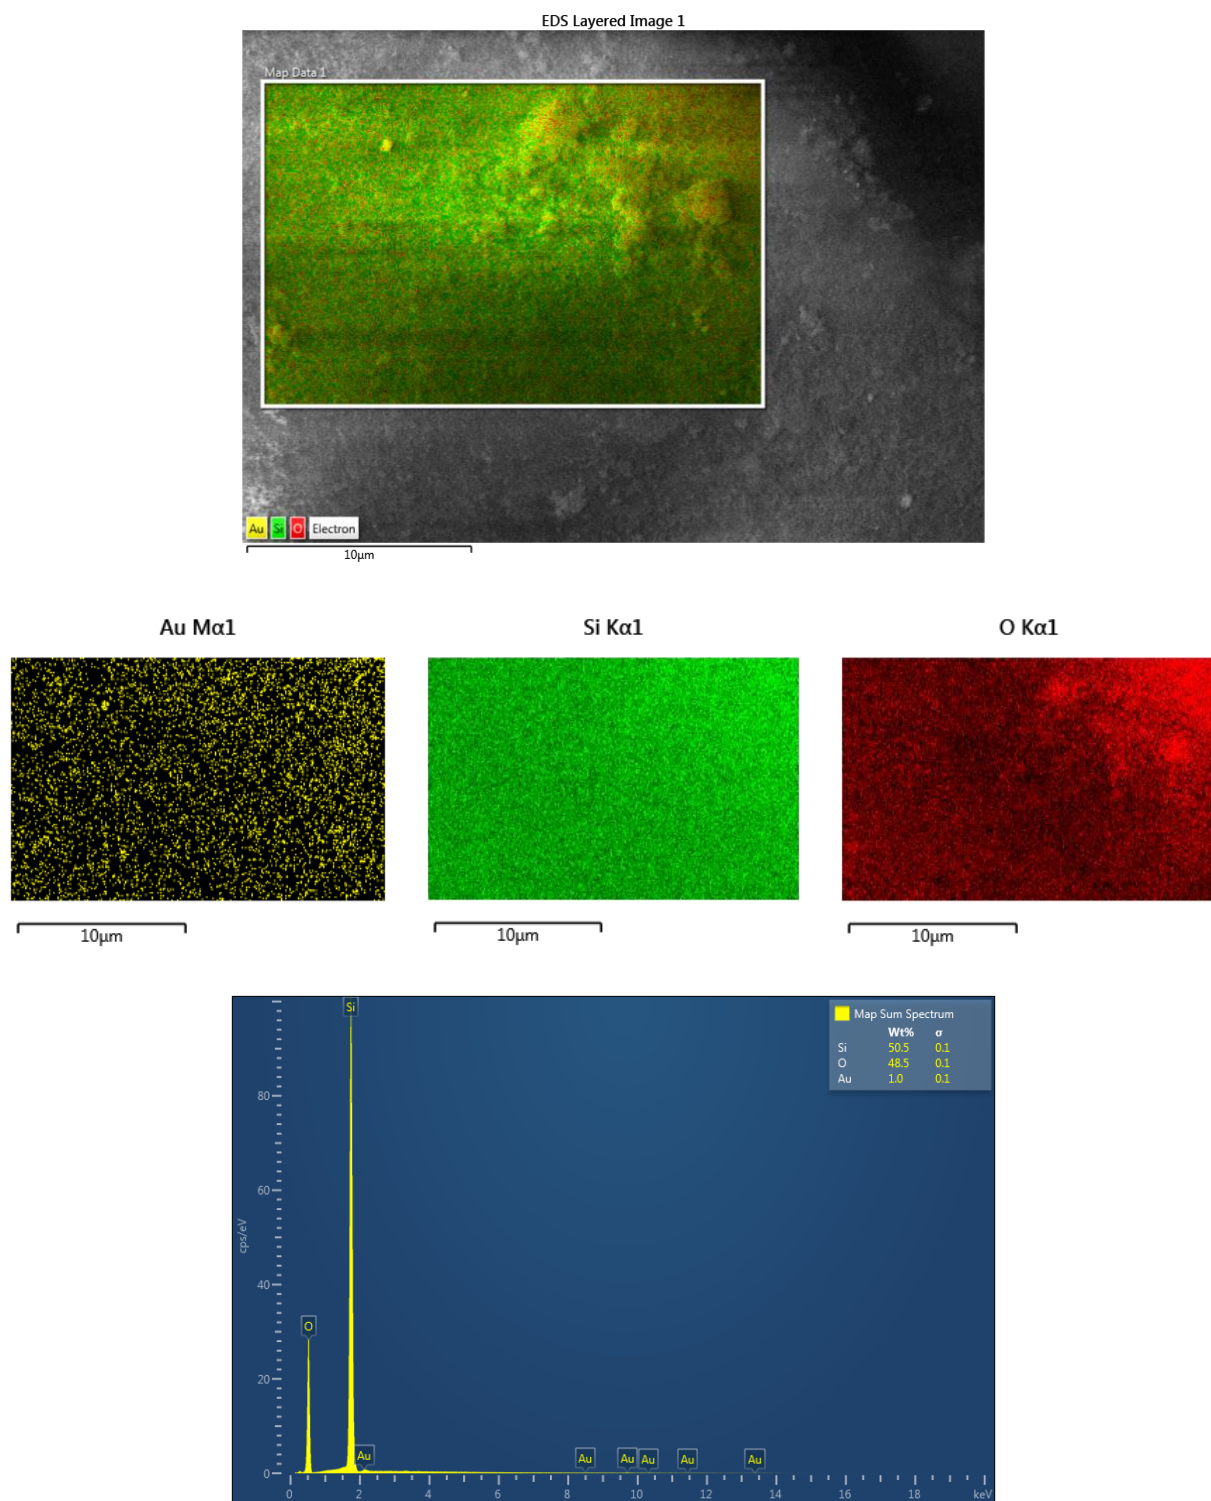 EDS Layered Image 1
Map Data 1
Au Si O Electron
10µm
Au Mα1
Si Kα1
O Kα1
10µm
10µm
10µm
Si
Map Sum Spectrum
Wt% σ
Si 50.5 0.1
O 48.5 0.1
Au 1.0 0.1
80
60
cps/eV
40
O
20
Au
Au
Au
Au
Au
Au
0
0 2 4 6 8 10 12 14 16 18 keV